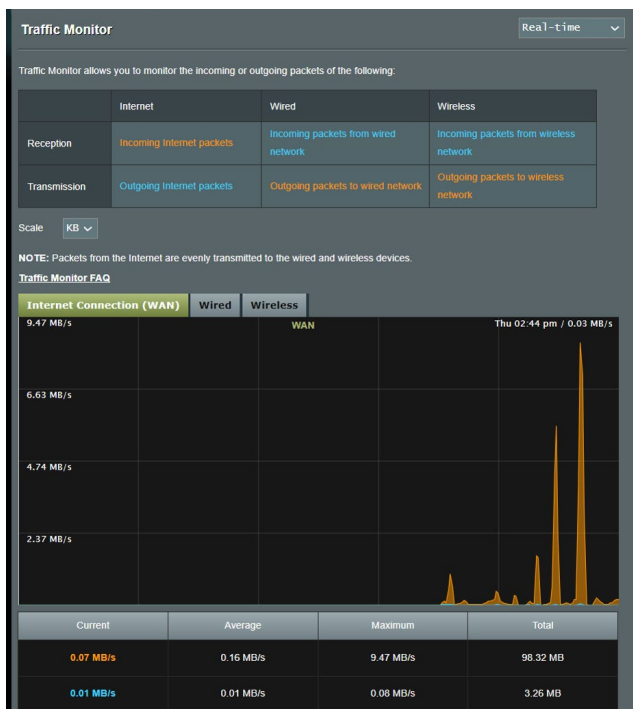 Traffic Monitor
Real-time
Traffic Monitor allows you to monitor the incoming or outgoing packets of the following:
Internet Wired Wireless
Reception Incoming Internet packets Incoming packets from wired network Incoming packets from wireless network
Transmission Outgoing Internet packets Outgoing packets to wired network Outgoing packets to wireless network
Scale KB
NOTE: Packets from the Internet are evenly transmitted to the wired and wireless devices.
Traffic Monitor FAQ
Internet Connection (WAN) Wired Wireless
9.47 MB/s WAN Thu 02:44 pm / 0.03 MB/s
6.63 MB/s
4.74 MB/s
2.37 MB/s
Current Average Maximum Total
0.07 MB/s 0.16 MB/s 9.47 MB/s 98.32 MB
0.01 MB/s 0.01 MB/s 0.08 MB/s 3.26 MB